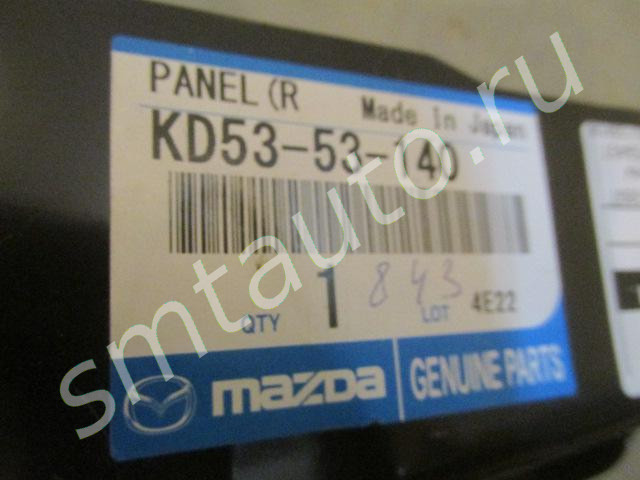 PANEL (R
Made In Japan
KD53-53-140
QTY 1 843 LOT 4E22
mazda GENUINE PARTS
smtauto.ru